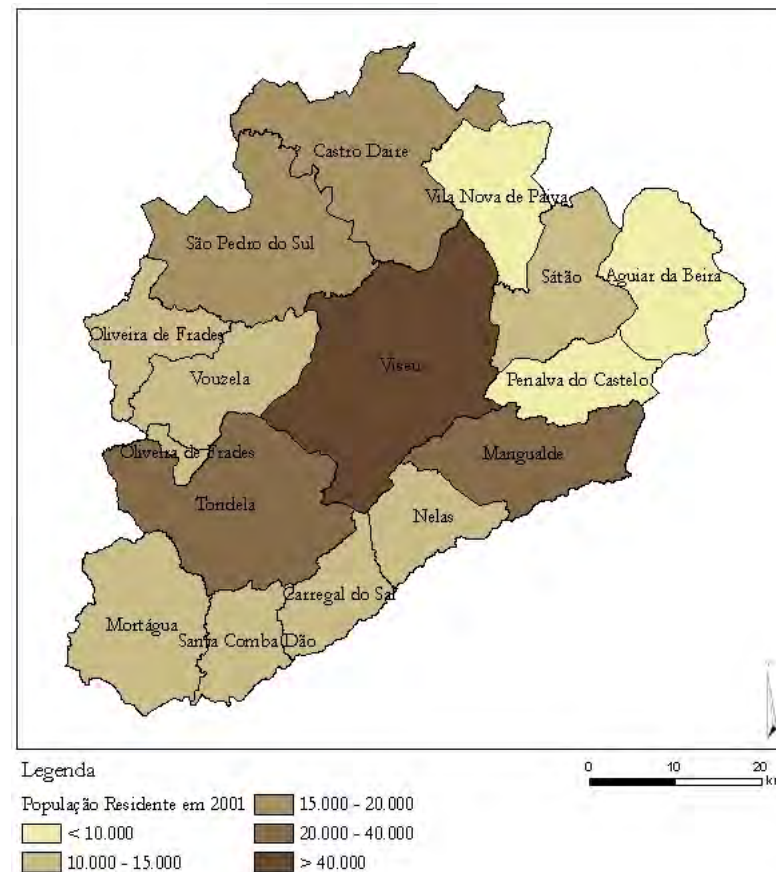 Castro Daire
Vila Nova de Paiva
São Pedro do Sul
Sátão
Aguiar da Beira
Oliveira de Frades
Viseu
Vouzela
Penalva do Castelo
Oliveira de Frades
Mangualde
Tondela
Nelas
Carregal do Sal
Mortágua
Santa Comba Dão
Legenda
0 10 20
km
População Residente em 2001
15.000 - 20.000
< 10.000
20.000 - 40.000
10.000 - 15.000
> 40.000